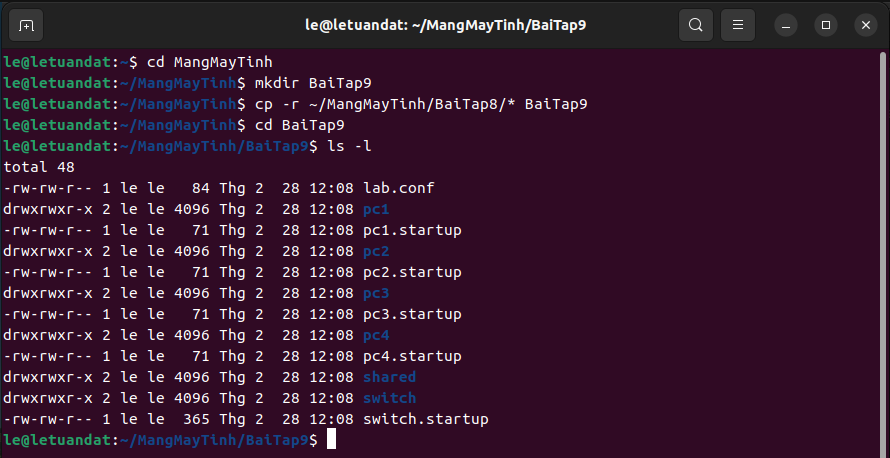 le@letuandat: ~/MangMayTinh/BaiTap9
le@letuandat:~$ cd MangMayTinh
le@letuandat:~/MangMayTinh$ mkdir BaiTap9
le@letuandat:~/MangMayTinh$ cp -r ~/MangMayTinh/BaiTap8/* BaiTap9
le@letuandat:~/MangMayTinh$ cd BaiTap9
le@letuandat:~/MangMayTinh/BaiTap9$ ls -l
total 48
-rw-rw-r-- 1 le le   84 Thg 2  28 12:08 lab.conf
drwxrwxr-x 2 le le 4096 Thg 2  28 12:08 pc1
-rw-rw-r-- 1 le le   71 Thg 2  28 12:08 pc1.startup
drwxrwxr-x 2 le le 4096 Thg 2  28 12:08 pc2
-rw-rw-r-- 1 le le   71 Thg 2  28 12:08 pc2.startup
drwxrwxr-x 2 le le 4096 Thg 2  28 12:08 pc3
-rw-rw-r-- 1 le le   71 Thg 2  28 12:08 pc3.startup
drwxrwxr-x 2 le le 4096 Thg 2  28 12:08 pc4
-rw-rw-r-- 1 le le   71 Thg 2  28 12:08 pc4.startup
drwxrwxr-x 2 le le 4096 Thg 2  28 12:08 shared
drwxrwxr-x 2 le le 4096 Thg 2  28 12:08 switch
-rw-rw-r-- 1 le le  365 Thg 2  28 12:08 switch.startup
le@letuandat:~/MangMayTinh/BaiTap9$